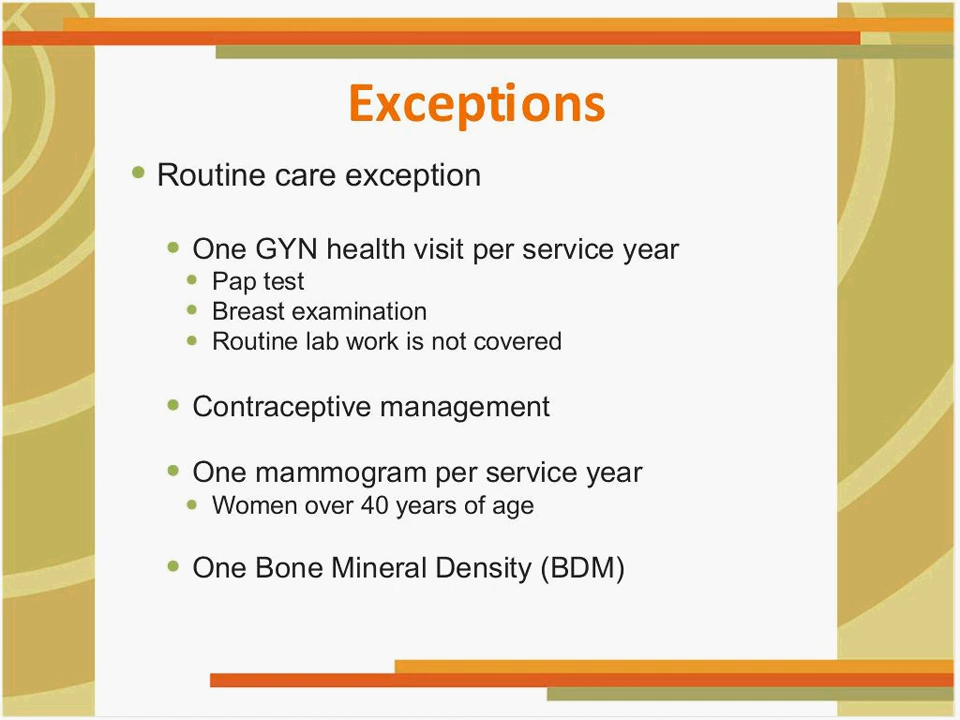 Exceptions
Routine care exception
One GYN health visit per service year
Pap test
Breast examination
Routine lab work is not covered
Contraceptive management
One mammogram per service year
Women over 40 years of age
One Bone Mineral Density (BDM)